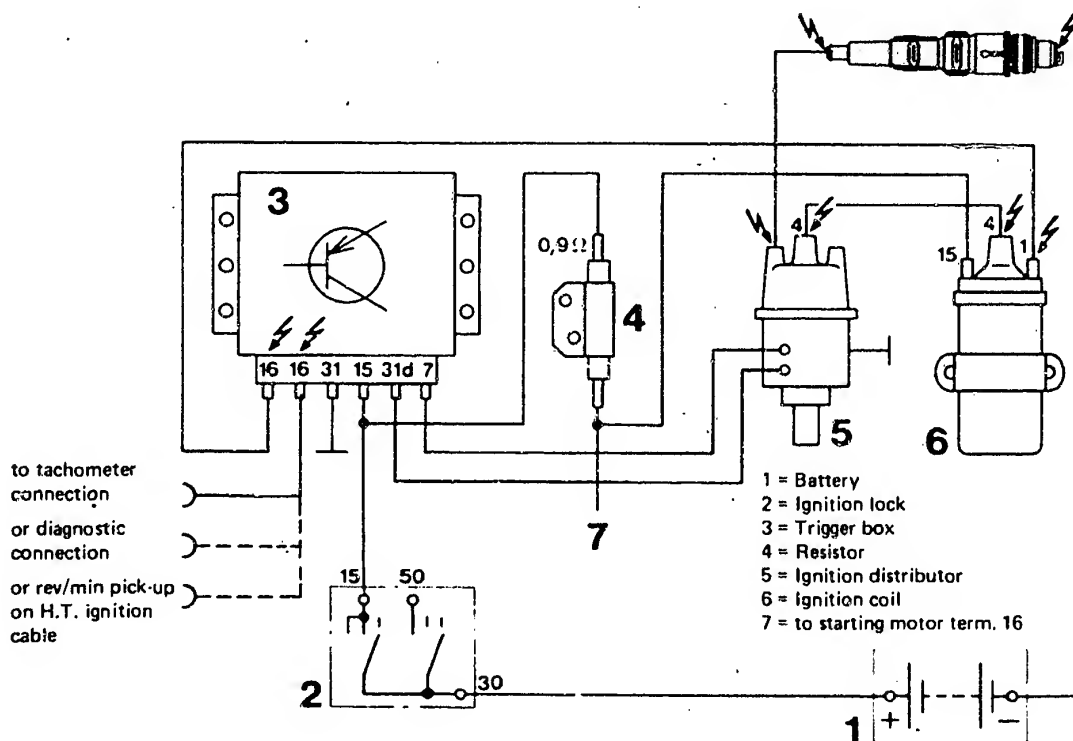 3
0,9Ω
4
4
4
15
1
16 16 31 15 31d 7
5
6
to tachometer
connection
or diagnostic
connection
or rev/min pick-up
on H.T. ignition
cable
7
1 = Battery
2 = Ignition lock
3 = Trigger box
4 = Resistor
5 = Ignition distributor
6 = Ignition coil
7 = to starting motor term. 16
15 50
30
2
1
+ −